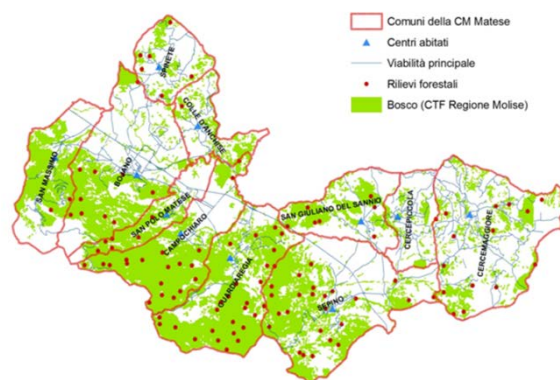 Comuni della CM Matese
Centri abitati
Viabilità principale
Rilievi forestali
Bosco (CTF Regione Molise)
SPINETE
COLLE D'ANCHISE
SAN MASSIMO
BOIANO
SAN POLO MATESE
CAMPOCHIARO
GUARDIAREGIA
SAN GIULIANO DEL SANNIO
CERCEPICCOLA
CERCEMAGGIORE
SEPINO